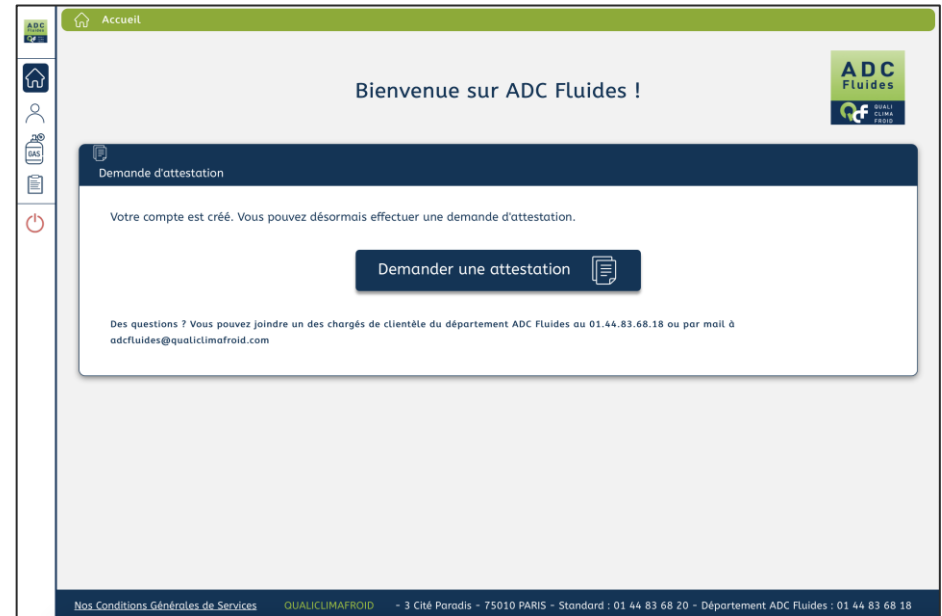 ADC
Fluides
Accueil
Bienvenue sur ADC Fluides !
ADC
Fluides
QCF QUALI
CLIMA
FROID
GAS
Demande d'attestation
Votre compte est créé. Vous pouvez désormais effectuer une demande d'attestation.
Demander une attestation
Des questions ? Vous pouvez joindre un des chargés de clientèle du département ADC Fluides au 01.44.83.68.18 ou par mail à
adcfluides@qualiclimafroid.com
Nos Conditions Générales de Services QUALICLIMAFROID - 3 Cité Paradis - 75010 PARIS - Standard : 01 44 83 68 20 - Département ADC Fluides : 01 44 83 68 18